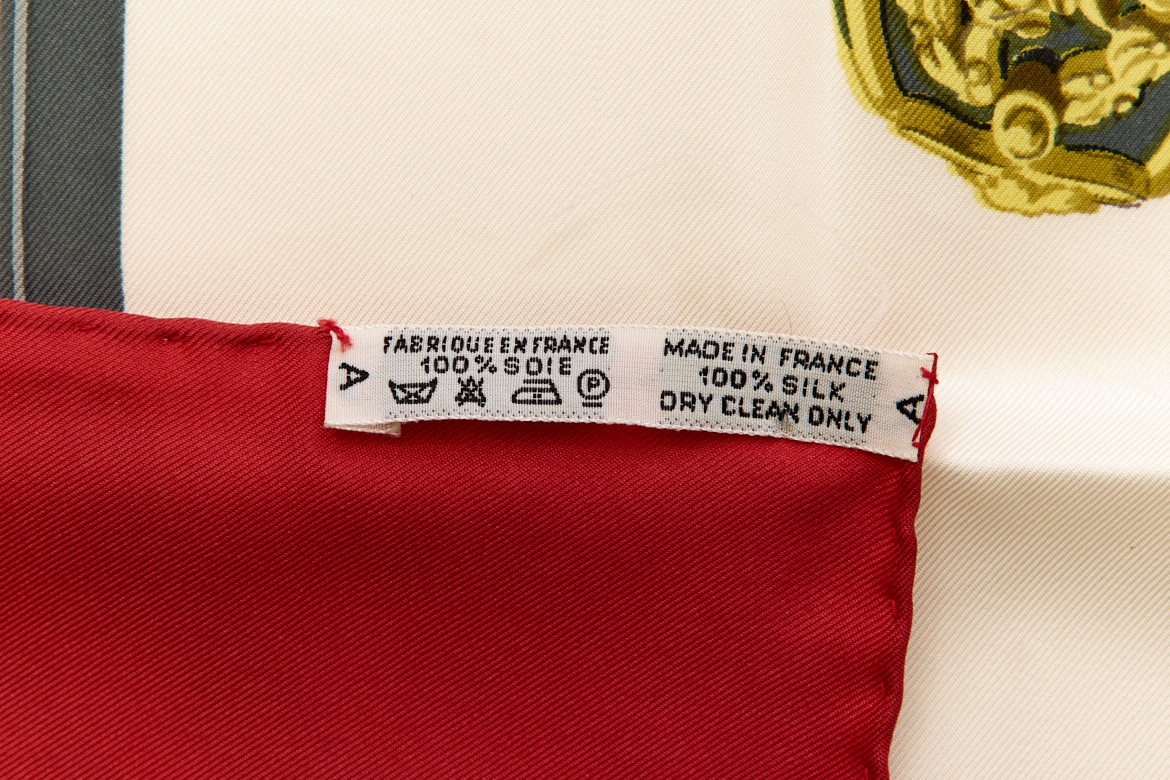 A
FABRIQUE EN FRANCE
100% SOIE
P
MADE IN FRANCE
100% SILK
DRY CLEAN ONLY
A